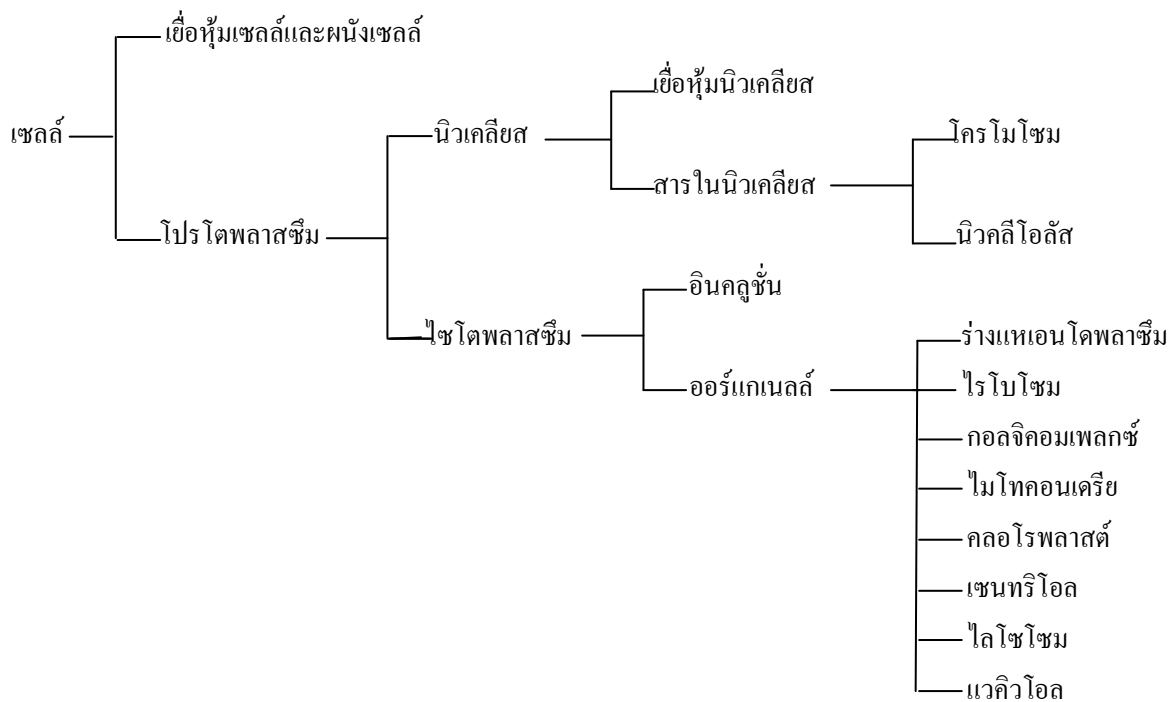 เยื่อหุ้มเซลล์และผนังเซลล์
เยื่อหุ้มนิวเคลียส
เซลล์
นิวเคลียส
โครโมโซม
สารในนิวเคลียส
โปรโตพลาสซึม
นิวคลีโอลัส
อินคลูชั่น
ไซโตพลาสซึม
ร่างแหเอนโดพลาซึม
ออร์แกเนลล์
ไรโบโซม
กอลจิคอมเพลกซ์
ไมโทคอนเดรีย
คลอโรพลาสต์
เซนทริโอล
ไลโซโซม
แวคิวโอล